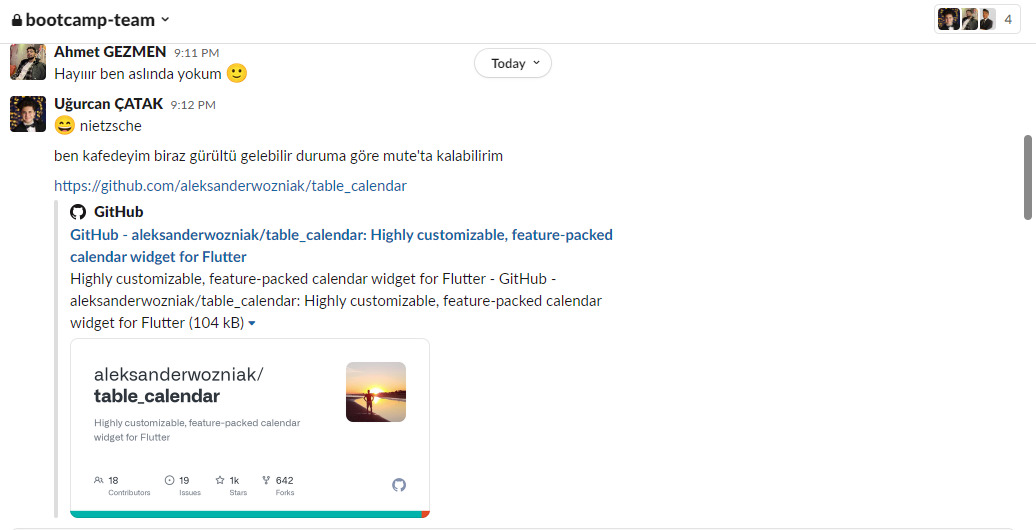 bootcamp-team
4
Ahmet GEZMEN 9:11 PM
Today
Hayıııır ben aslında yokum
Uğurcan ÇATAK 9:12 PM
nietzsche
ben kafedeyim biraz gürültü gelebilir duruma göre mute'ta kalabilirim
https://github.com/aleksanderwozniak/table_calendar
GitHub
GitHub - aleksanderwozniak/table_calendar: Highly customizable, feature-packed
calendar widget for Flutter
Highly customizable, feature-packed calendar widget for Flutter - GitHub -
aleksanderwozniak/table_calendar: Highly customizable, feature-packed calendar
widget for Flutter (104 kB)
aleksanderwozniak/
table_calendar
Highly customizable, feature-packed calendar
widget for Flutter
18 19 1k 642
Contributors Issues Stars Forks